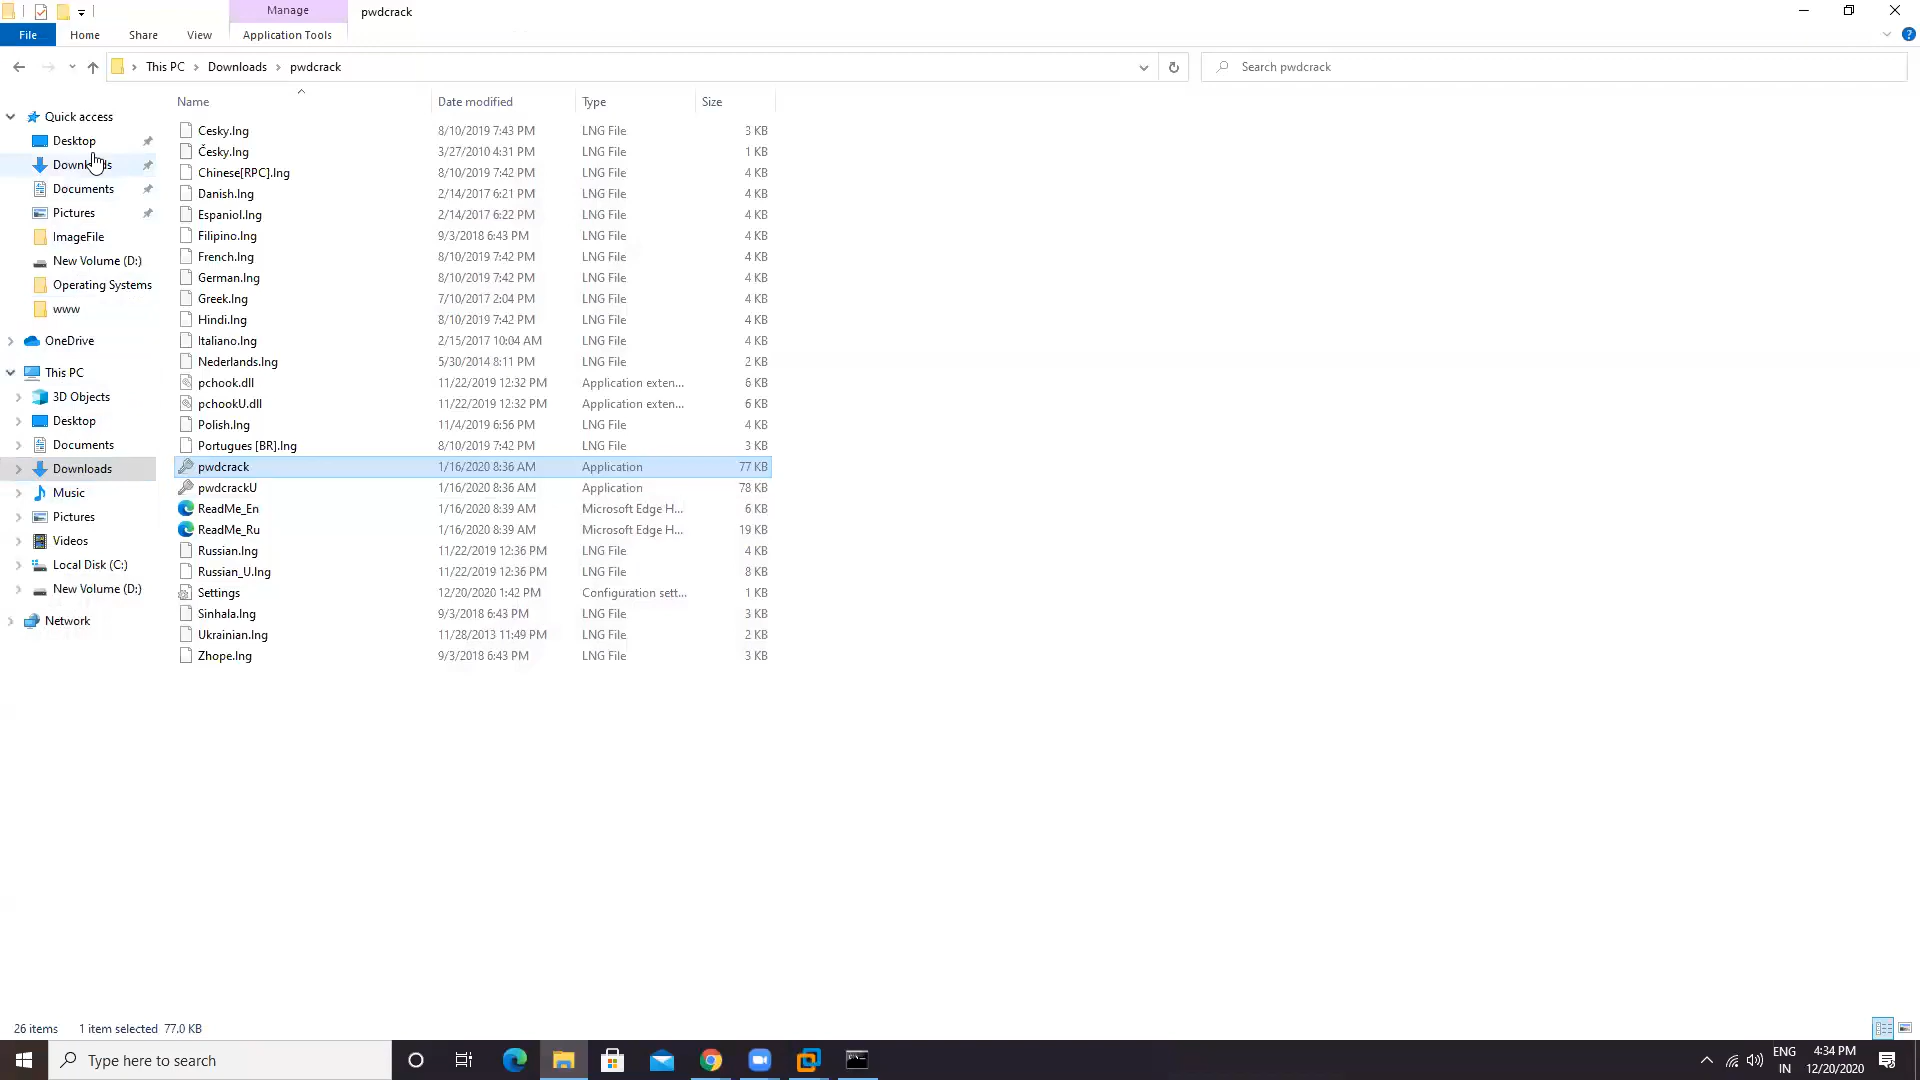 Manage
pwdcrack
File
Home
Share
View
Application Tools
This PC
Downloads
pwdcrack
Search pwdcrack
Name
Date modified
Type
Size
Quick access
Desktop
Downloads
Documents
Pictures
ImageFile
New Volume (D:)
Operating Systems
www
OneDrive
This PC
3D Objects
Desktop
Documents
Downloads
Music
Pictures
Videos
Local Disk (C:)
New Volume (D:)
Network
Cesky.lng 8/10/2019 7:43 PM LNG File 3 KB
Česky.lng 3/27/2010 4:31 PM LNG File 1 KB
Chinese[RPC].lng 8/10/2019 7:42 PM LNG File 4 KB
Danish.lng 2/14/2017 6:21 PM LNG File 4 KB
Espaniol.lng 2/14/2017 6:22 PM LNG File 4 KB
Filipino.lng 9/3/2018 6:43 PM LNG File 4 KB
French.lng 8/10/2019 7:42 PM LNG File 4 KB
German.lng 8/10/2019 7:42 PM LNG File 4 KB
Greek.lng 7/10/2017 2:04 PM LNG File 4 KB
Hindi.lng 8/10/2019 7:42 PM LNG File 4 KB
Italiano.lng 2/15/2017 10:04 AM LNG File 4 KB
Nederlands.lng 5/30/2014 8:11 PM LNG File 2 KB
pchook.dll 11/22/2019 12:32 PM Application exten... 6 KB
pchookU.dll 11/22/2019 12:32 PM Application exten... 6 KB
Polish.lng 11/4/2019 6:56 PM LNG File 4 KB
Portugues [BR].lng 8/10/2019 7:42 PM LNG File 3 KB
pwdcrack 1/16/2020 8:36 AM Application 77 KB
pwdcrackU 1/16/2020 8:36 AM Application 78 KB
ReadMe_En 1/16/2020 8:39 AM Microsoft Edge H... 6 KB
ReadMe_Ru 1/16/2020 8:39 AM Microsoft Edge H... 19 KB
Russian.lng 11/22/2019 12:36 PM LNG File 4 KB
Russian_U.lng 11/22/2019 12:36 PM LNG File 8 KB
Settings 12/20/2020 1:42 PM Configuration sett... 1 KB
Sinhala.lng 9/3/2018 6:43 PM LNG File 3 KB
Ukrainian.lng 11/28/2013 11:49 PM LNG File 2 KB
Zhope.lng 9/3/2018 6:43 PM LNG File 3 KB
26 items 1 item selected 77.0 KB
Type here to search
ENG
IN
4:34 PM
12/20/2020